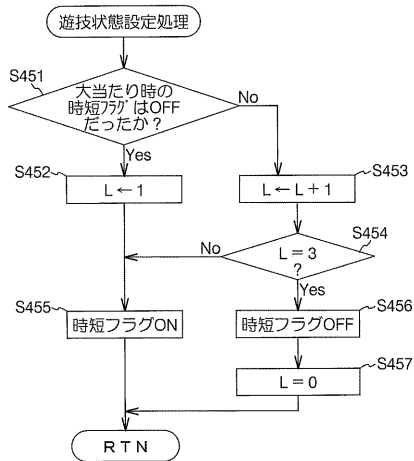 遊技状態設定処理
S451
大当たり時の
時短ﾌﾗｸﾞはOFF
だったか？
No
Yes
S452
L←1
S453
L←L+1
S454
L=3
?
No
Yes
S455
時短フラグON
S456
時短フラグOFF
S457
L=0
RTN